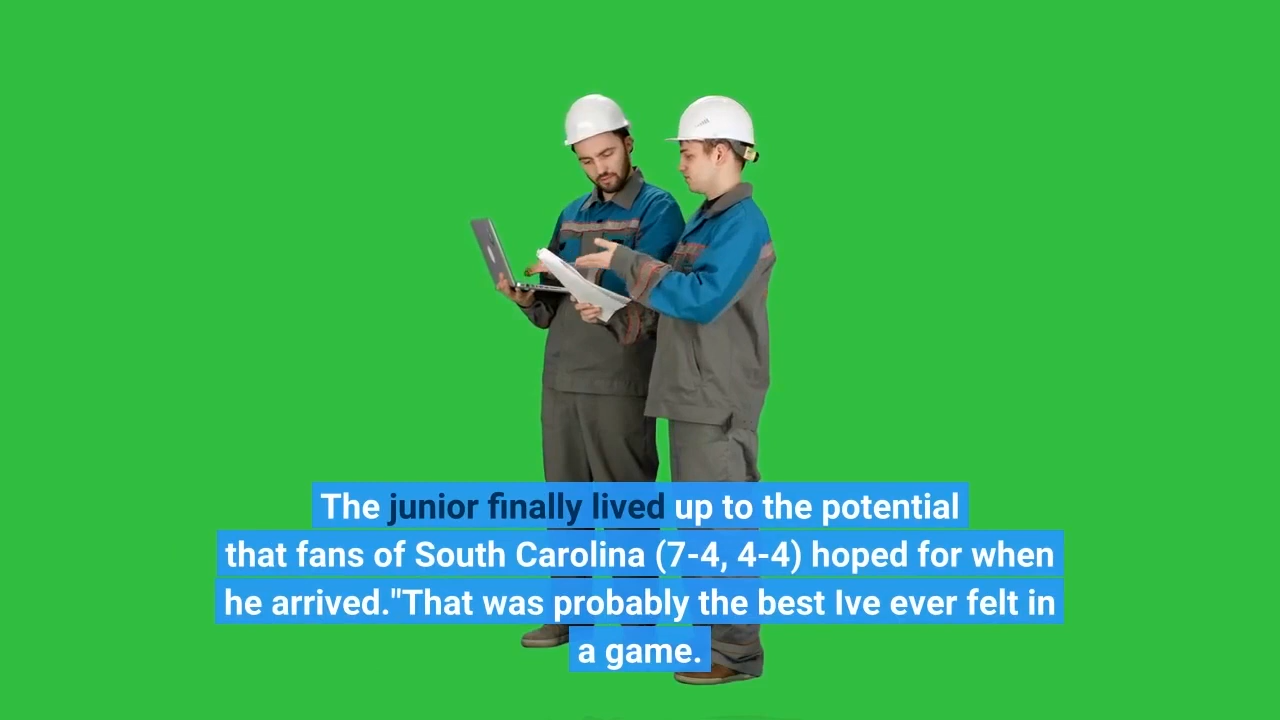 The junior finally lived up to the potential
that fans of South Carolina (7-4, 4-4) hoped for when
he arrived."That was probably the best Ive ever felt in
a game.